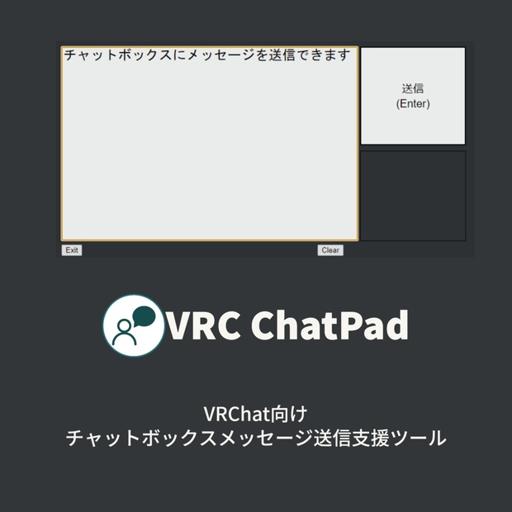 チャットボックスにメッセージを送信できます
送信
(Enter)
Exit
Clear
VRC ChatPad
VRChat向け
チャットボックスメッセージ送信支援ツール